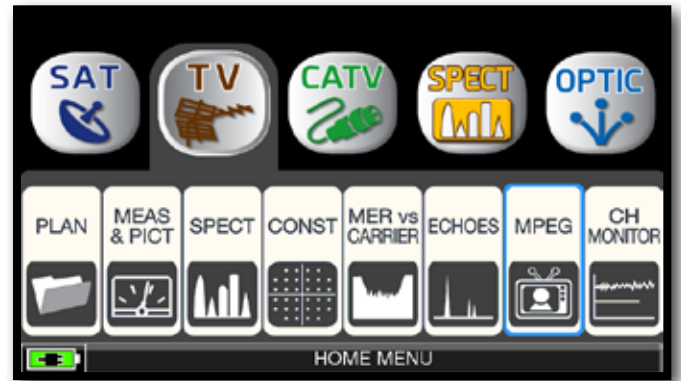 SAT TV CATV SPECT OPTIC
PLAN MEAS & PICT SPECT CONST MER vs CARRIER ECHOES MPEG CH MONITOR
HOME MENU